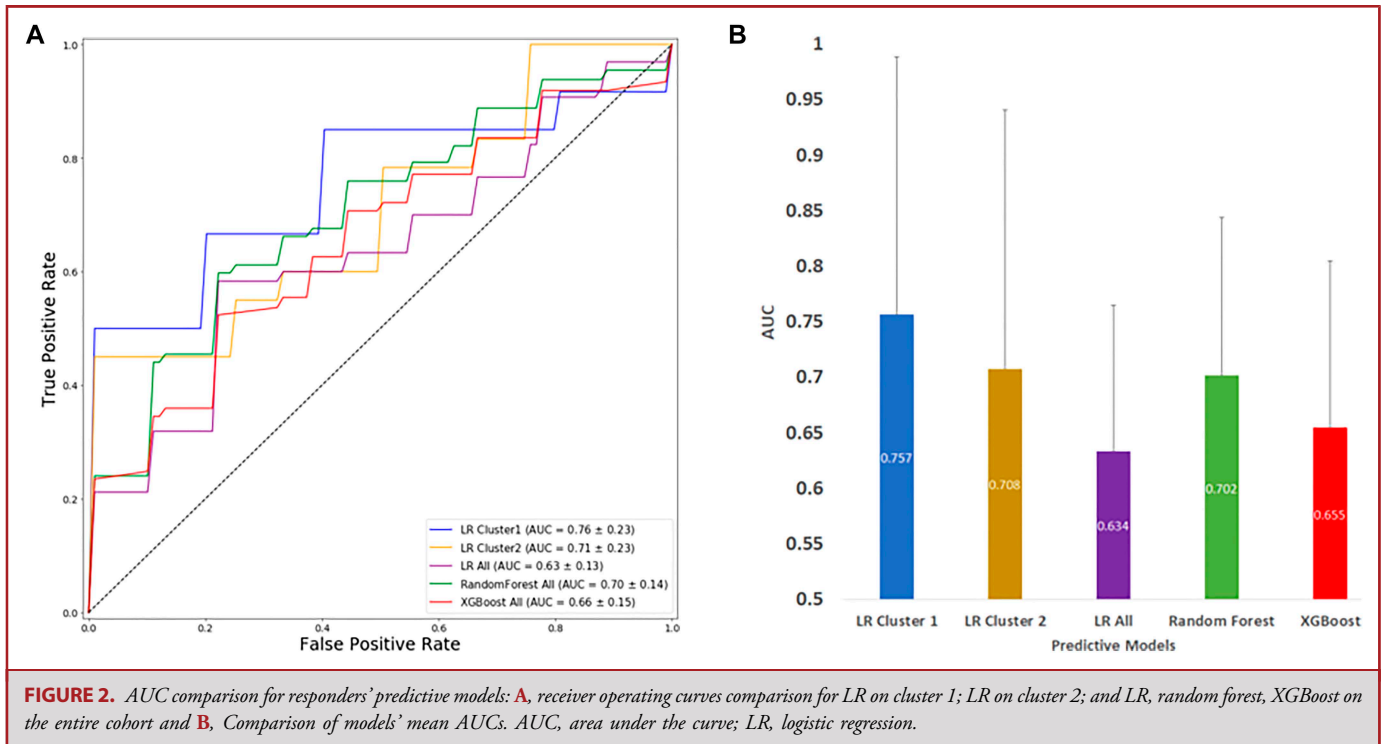 A
1.0
0.8
0.6
0.4
0.2
0.0
True Positive Rate
0.0 0.2 0.4 0.6 0.8 1.0
False Positive Rate
LR Cluster1 (AUC = 0.76 ± 0.23)
LR Cluster2 (AUC = 0.71 ± 0.23)
LR All (AUC = 0.63 ± 0.13)
RandomForest All (AUC = 0.70 ± 0.14)
XGBoost All (AUC = 0.66 ± 0.15)
B
1
0.95
0.9
0.85
0.8
0.75
0.7
0.65
0.6
0.55
0.5
AUC
0.757 0.708 0.634 0.702 0.655
LR Cluster 1 LR Cluster 2 LR All Random Forest XGBoost
Predictive Models
FIGURE 2. AUC comparison for responders' predictive models: A, receiver operating curves comparison for LR on cluster 1; LR on cluster 2; and LR, random forest, XGBoost on
the entire cohort and B, Comparison of models' mean AUCs. AUC, area under the curve; LR, logistic regression.